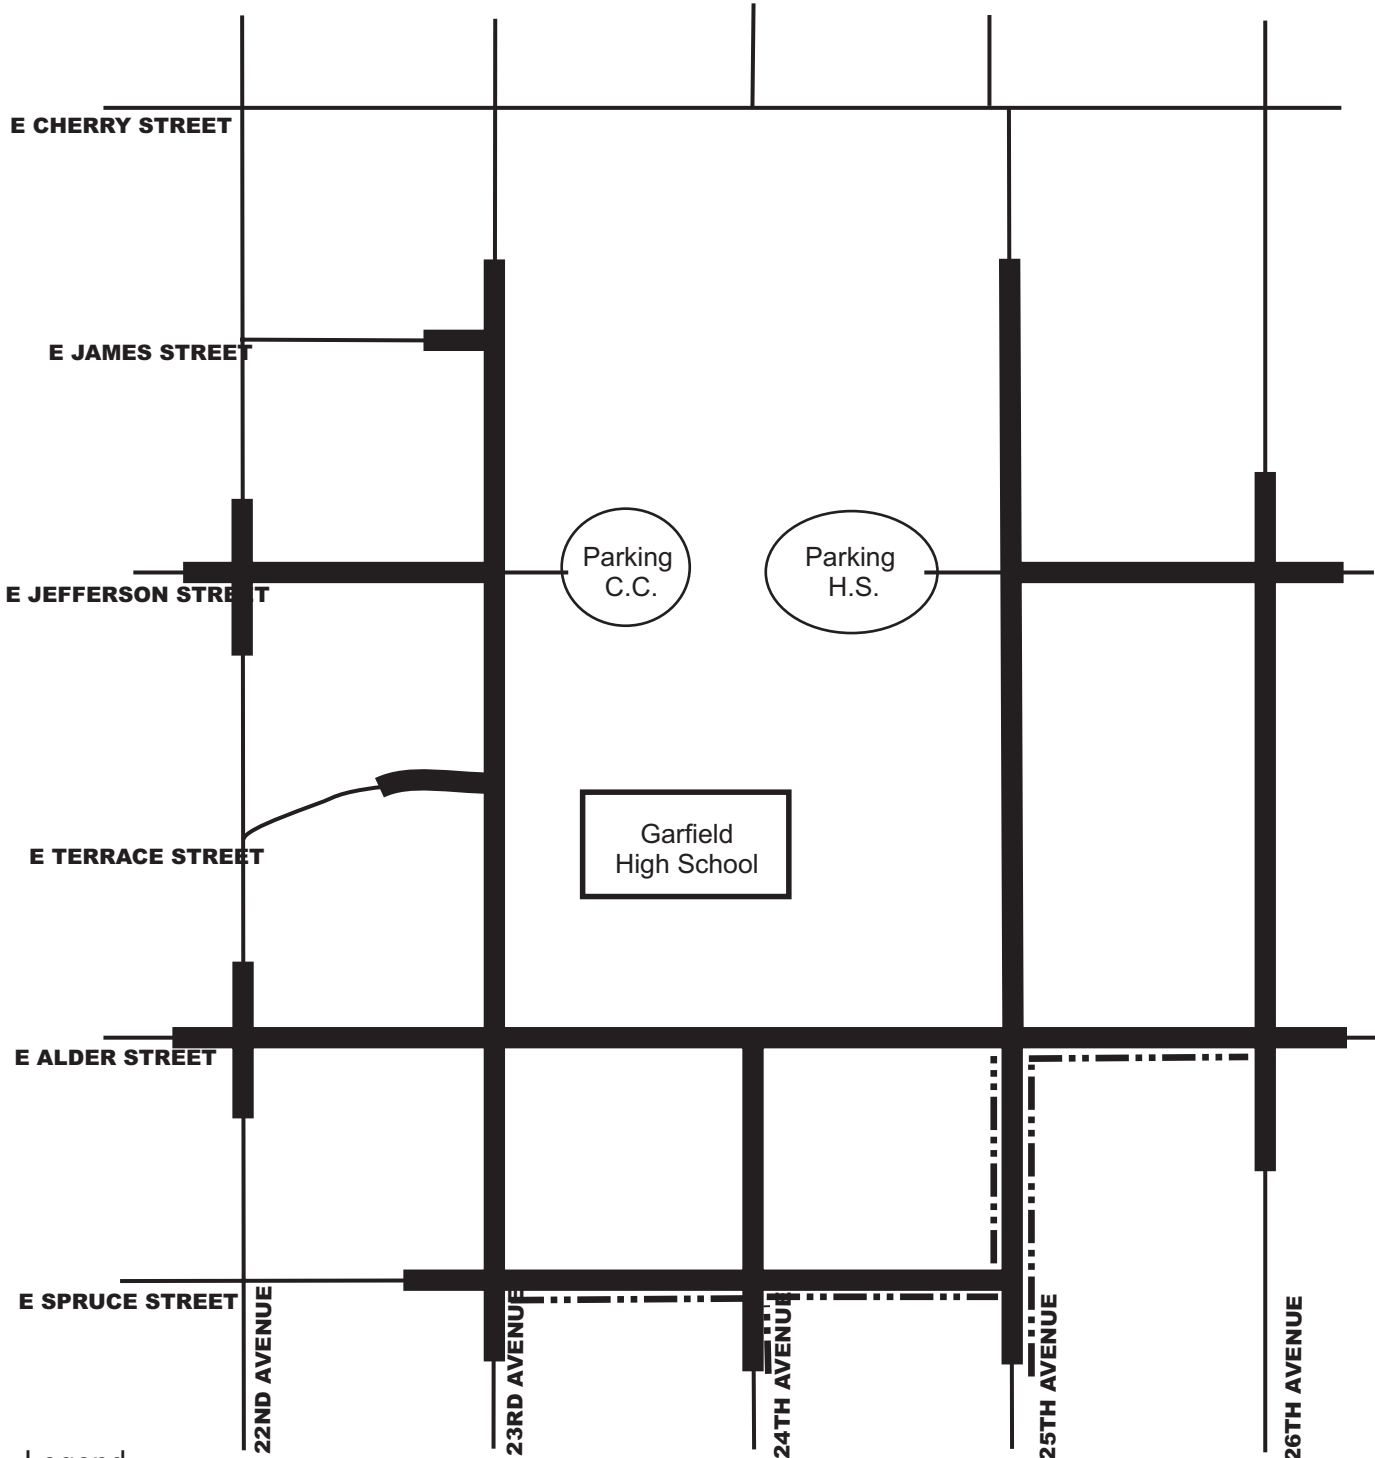 E CHERRY STREET
E JAMES STREET
Parking
C.C.
Parking
H.S.
E JEFFERSON STREET
Garfield
High School
E TERRACE STREET
E ALDER STREET
E SPRUCE STREET
22ND AVENUE
23RD AVENUE
24TH AVENUE
25TH AVENUE
26TH AVENUE
Legend